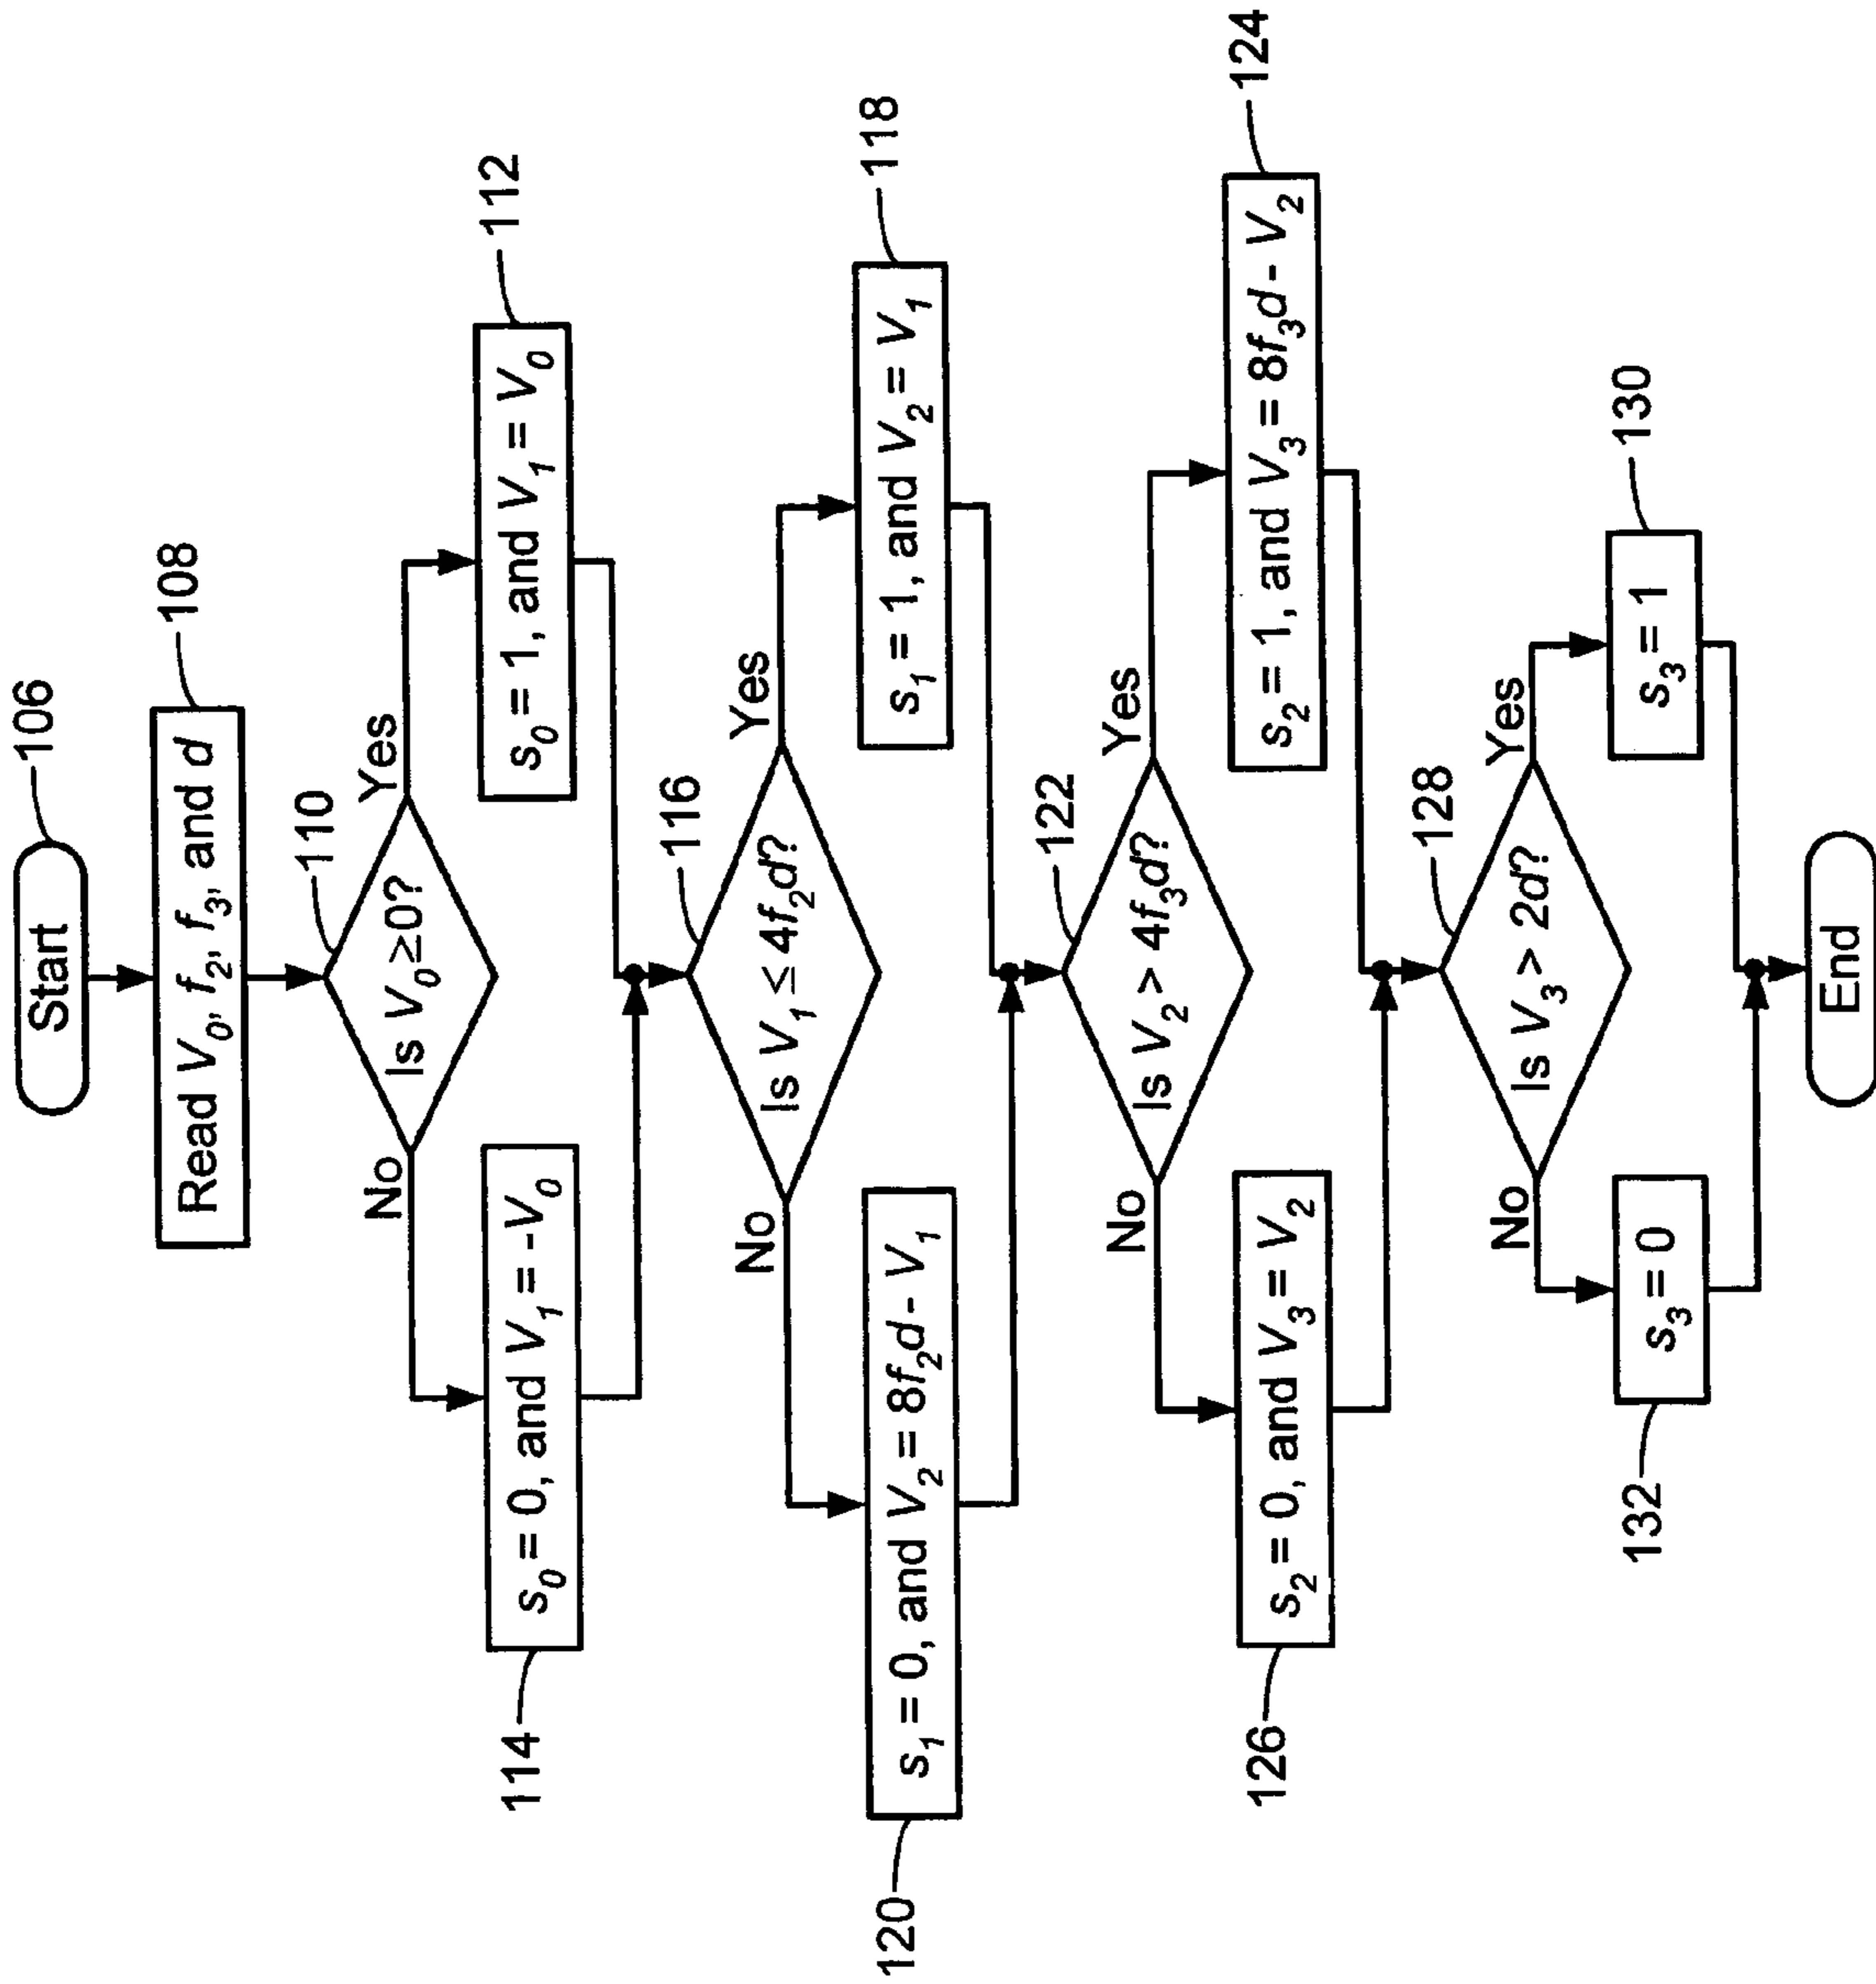 Start
106
Read V₀, f₂, f₃, and d
108
Is V₀ ≥0?
110
Yes
No
s₀ = 1, and V₁ = V₀
112
s₀ = 0, and V₁ = -V₀
114
Is V₁ ≤ 4f₂d?
116
Yes
No
s₁ = 1, and V₂ = V₁
118
s₁ = 0, and V₂ = 8f₂d - V₁
120
Is V₂ > 4f₃d?
122
Yes
No
s₂ = 1, and V₃ = 8f₃d - V₂
124
s₂ = 0, and V₃ = V₂
126
Is V₃ > 2d?
128
Yes
No
s₃ = 1
130
s₃ = 0
132
End